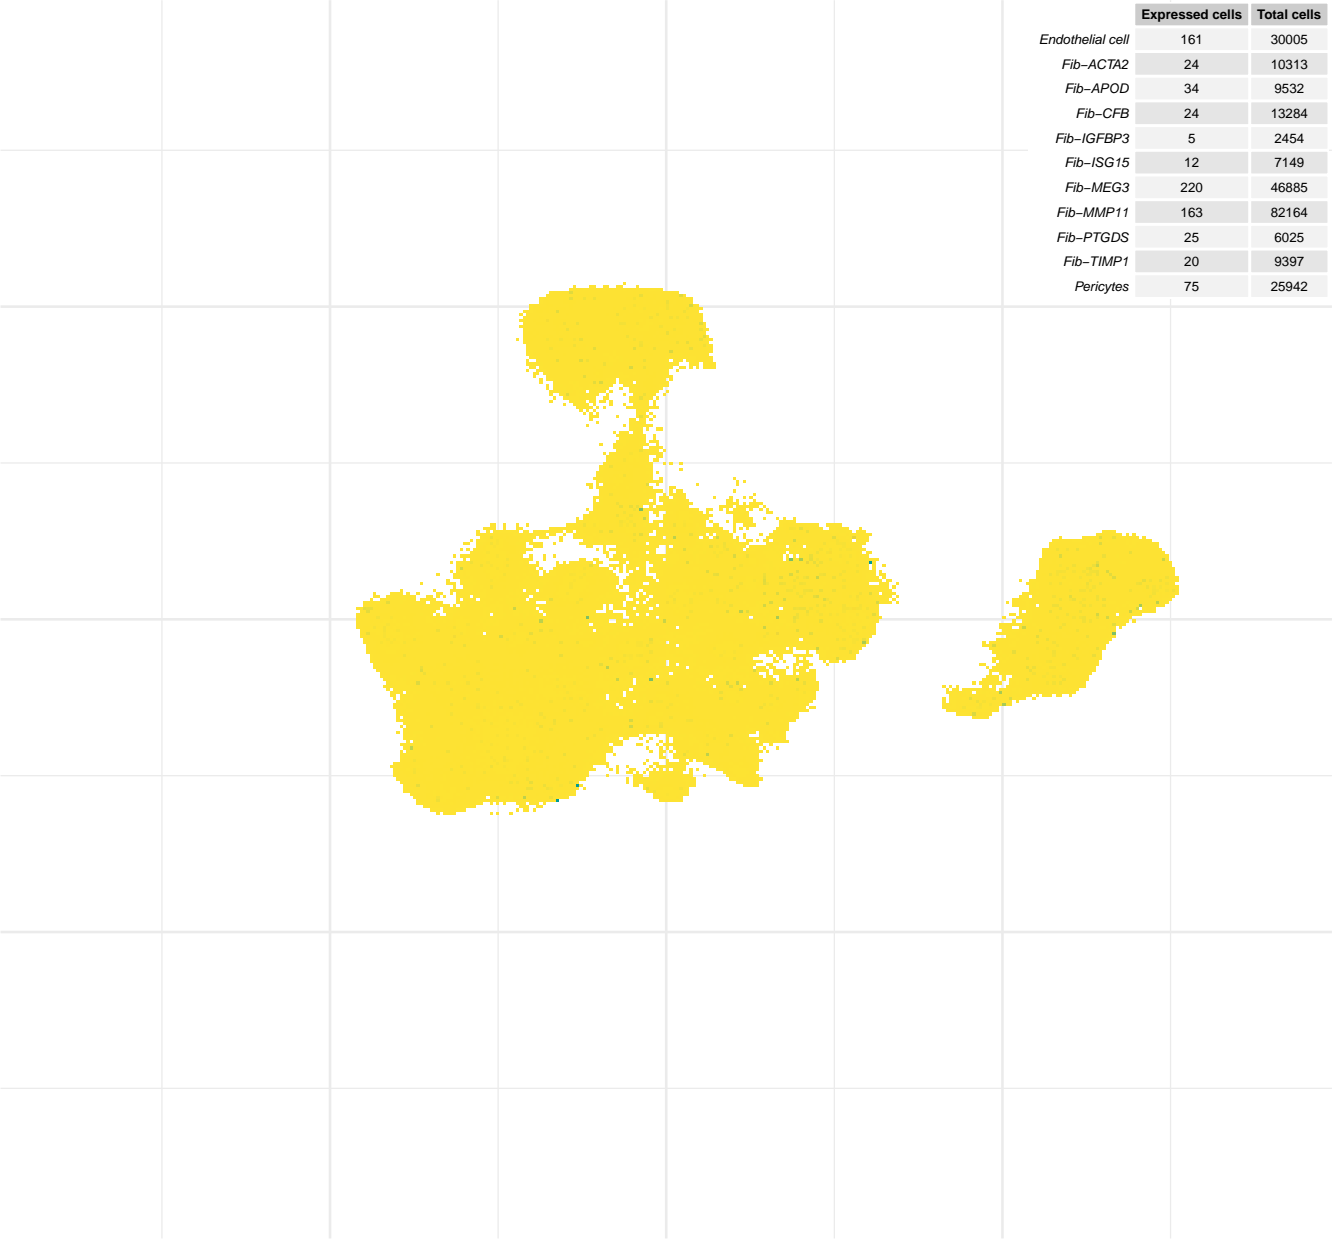 Expressed cells Total cells
Endothelial cell 161 30005
Fib−ACTA2 24 10313
Fib−APOD 34 9532
Fib−CFB 24 13284
Fib−IGFBP3 5 2454
Fib−ISG15 12 7149
Fib−MEG3 220 46885
Fib−MMP11 163 82164
Fib−PTGDS 25 6025
Fib−TIMP1 20 9397
Pericytes 75 25942